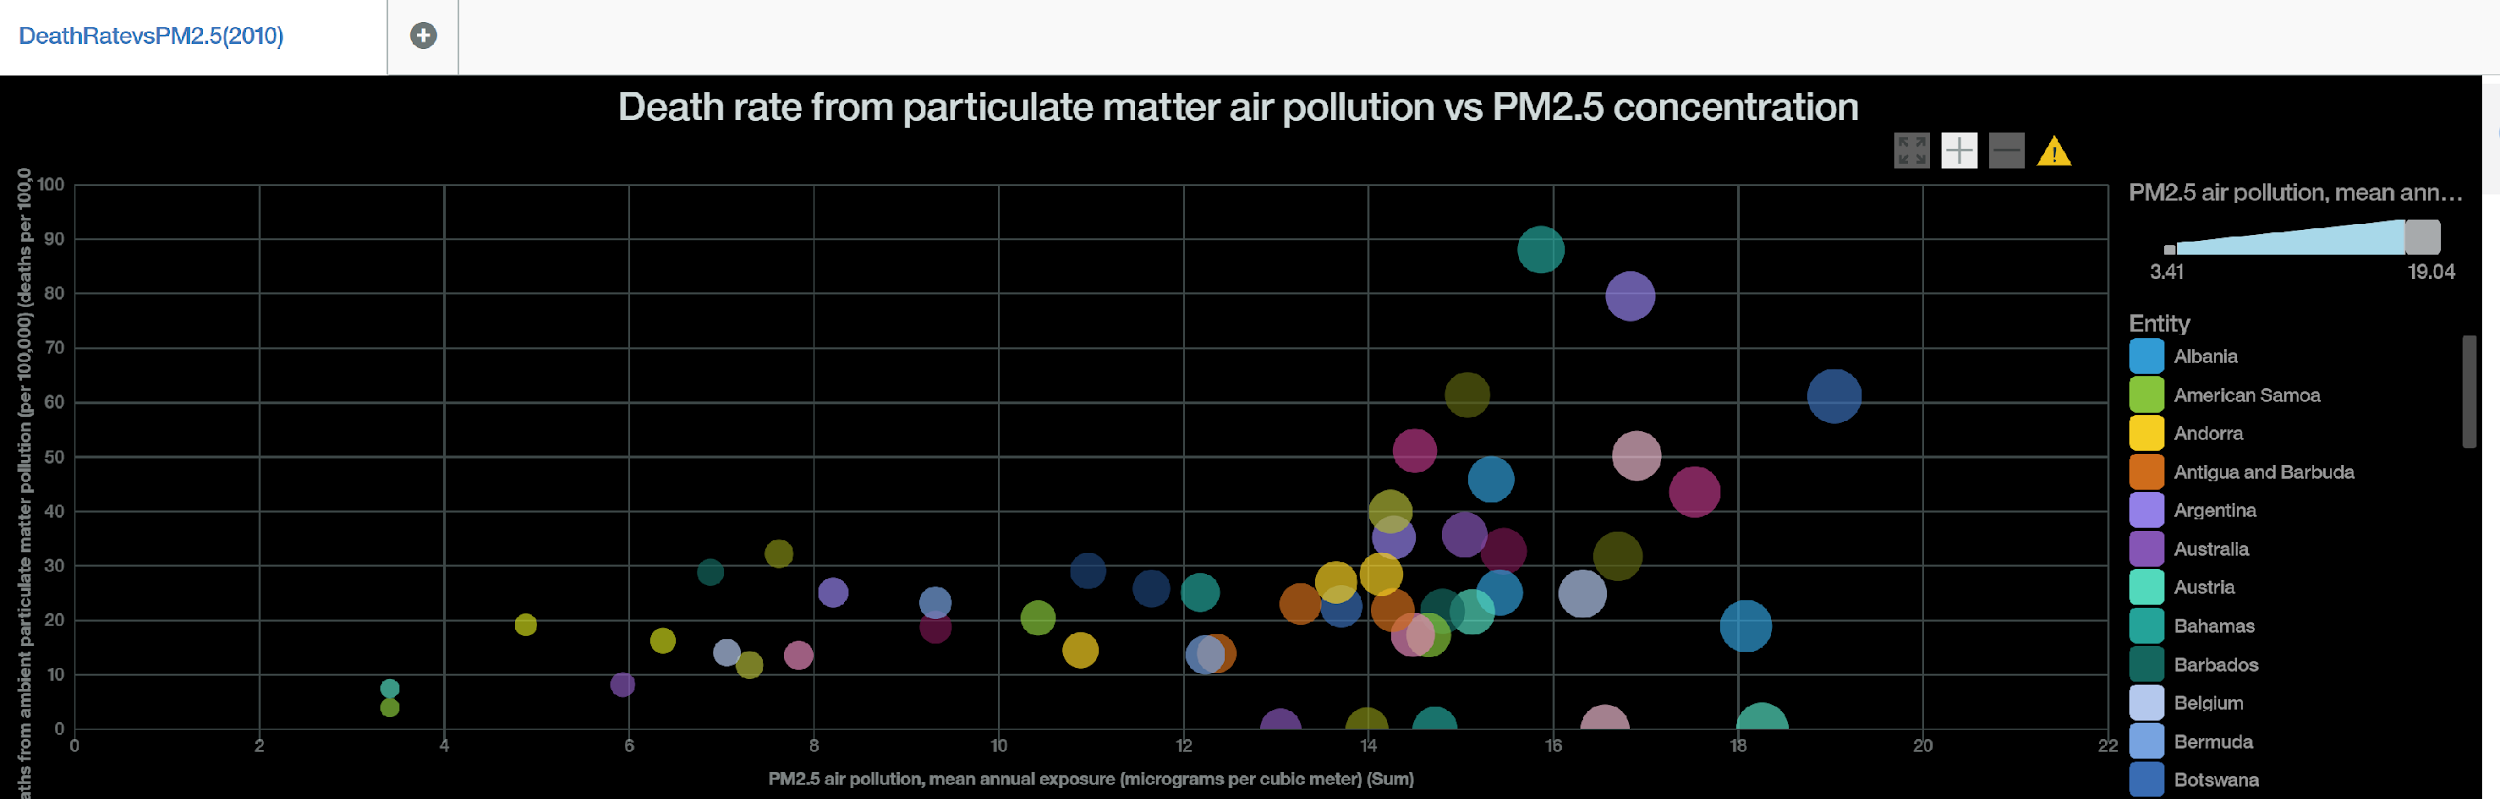 DeathRatevsPM2.5(2010)
Death rate from particulate matter air pollution vs PM2.5 concentration
aths from ambient particulate matter pollution (per 100,000) (deaths per 100,0
100
90
80
70
60
50
40
30
20
10
0
0 2 4 6 8 10 12 14 16 18 20 22
PM2.5 air pollution, mean annual exposure (micrograms per cubic meter) (Sum)
PM2.5 air pollution, mean ann...
3.41 19.04
Entity
Albania
American Samoa
Andorra
Antigua and Barbuda
Argentina
Australia
Austria
Bahamas
Barbados
Belgium
Bermuda
Botswana